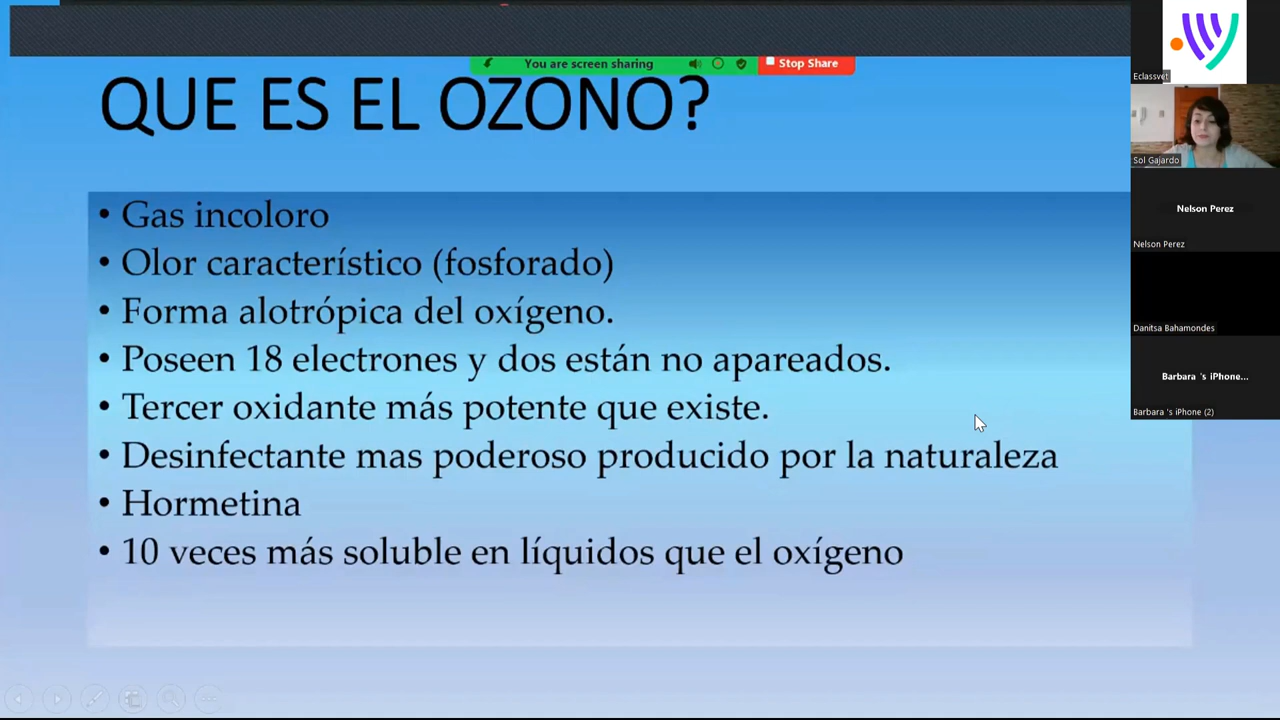 You are screen sharing
Stop Share
QUE ES EL OZONO?
• Gas incoloro
• Olor característico (fosforado)
• Forma alotrópica del oxígeno.
• Poseen 18 electrones y dos están no apareados.
• Tercer oxidante más potente que existe.
• Desinfectante mas poderoso producido por la naturaleza
• Hormetina
• 10 veces más soluble en líquidos que el oxígeno
Eclassvet
Sol Gajardo
Nelson Perez
Nelson Perez
Danitsa Bahamondes
Barbara 's iPhone...
Barbara 's iPhone (2)